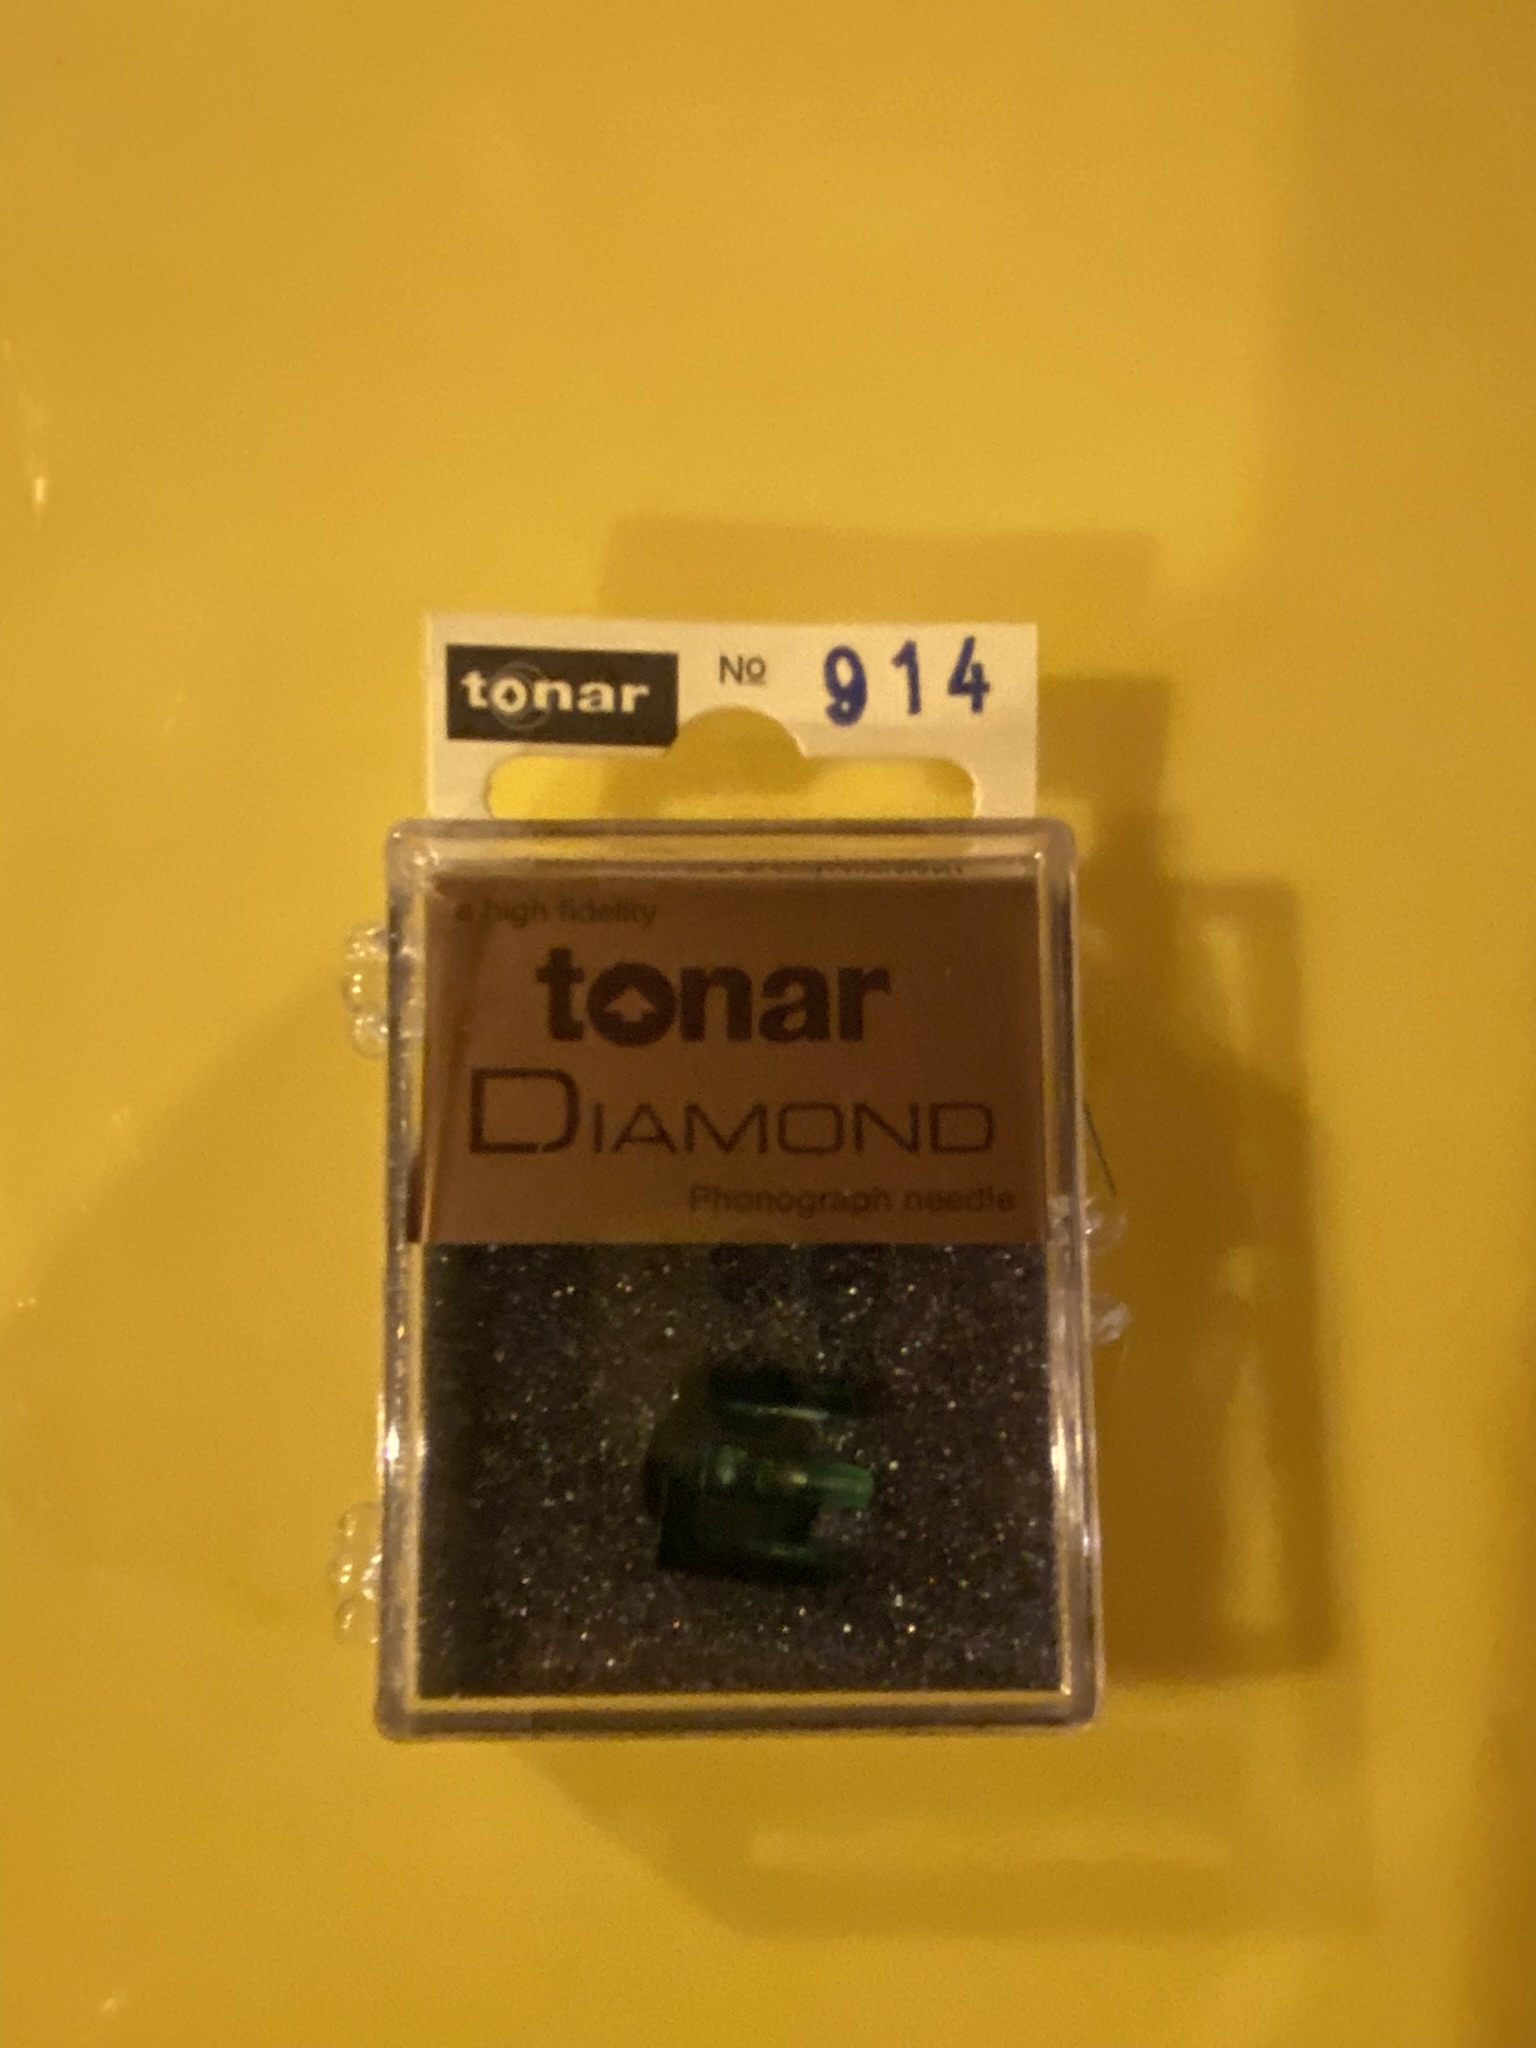 tonar No 914
a high fidelity
tonar
DIAMOND
Phonograph needle